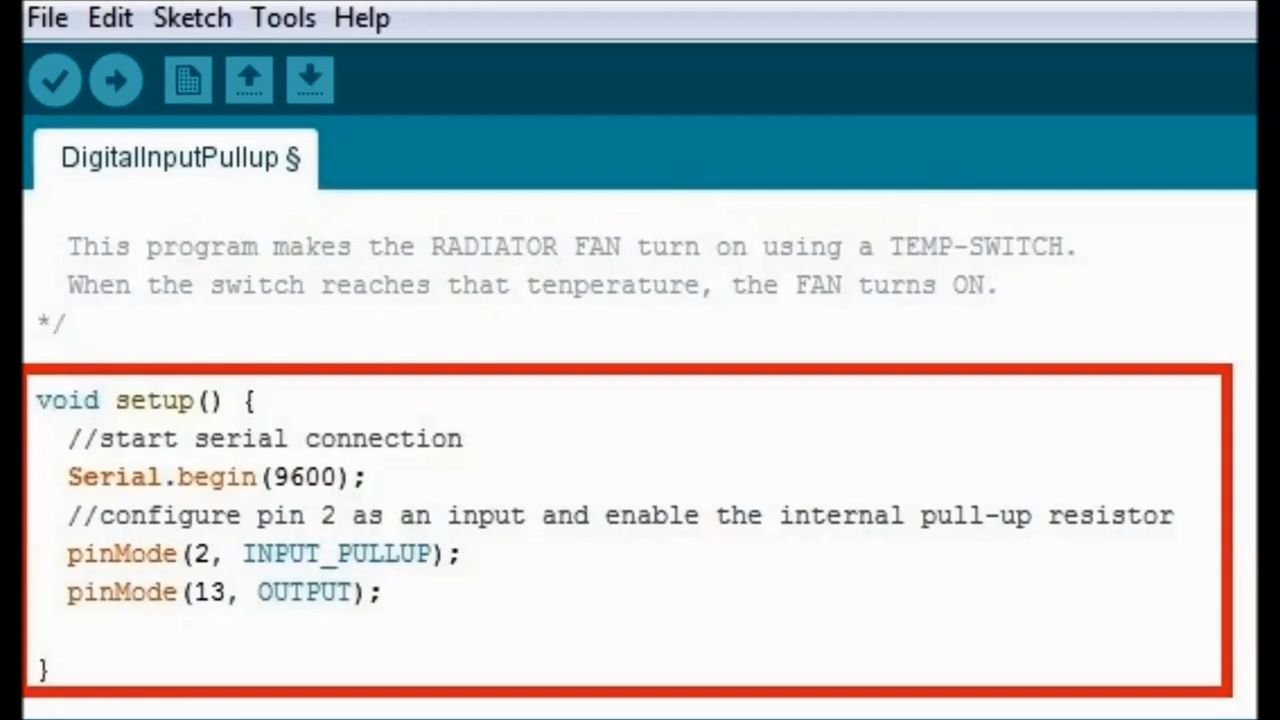 File Edit Sketch Tools Help
DigitalInputPullup §
This program makes the RADIATOR FAN turn on using a TEMP-SWITCH.
When the switch reaches that tenperature, the FAN turns ON.
*/
void setup() {
//start serial connection
Serial.begin(9600);
//configure pin 2 as an input and enable the internal pull-up resistor
pinMode(2, INPUT_PULLUP);
pinMode(13, OUTPUT);
}